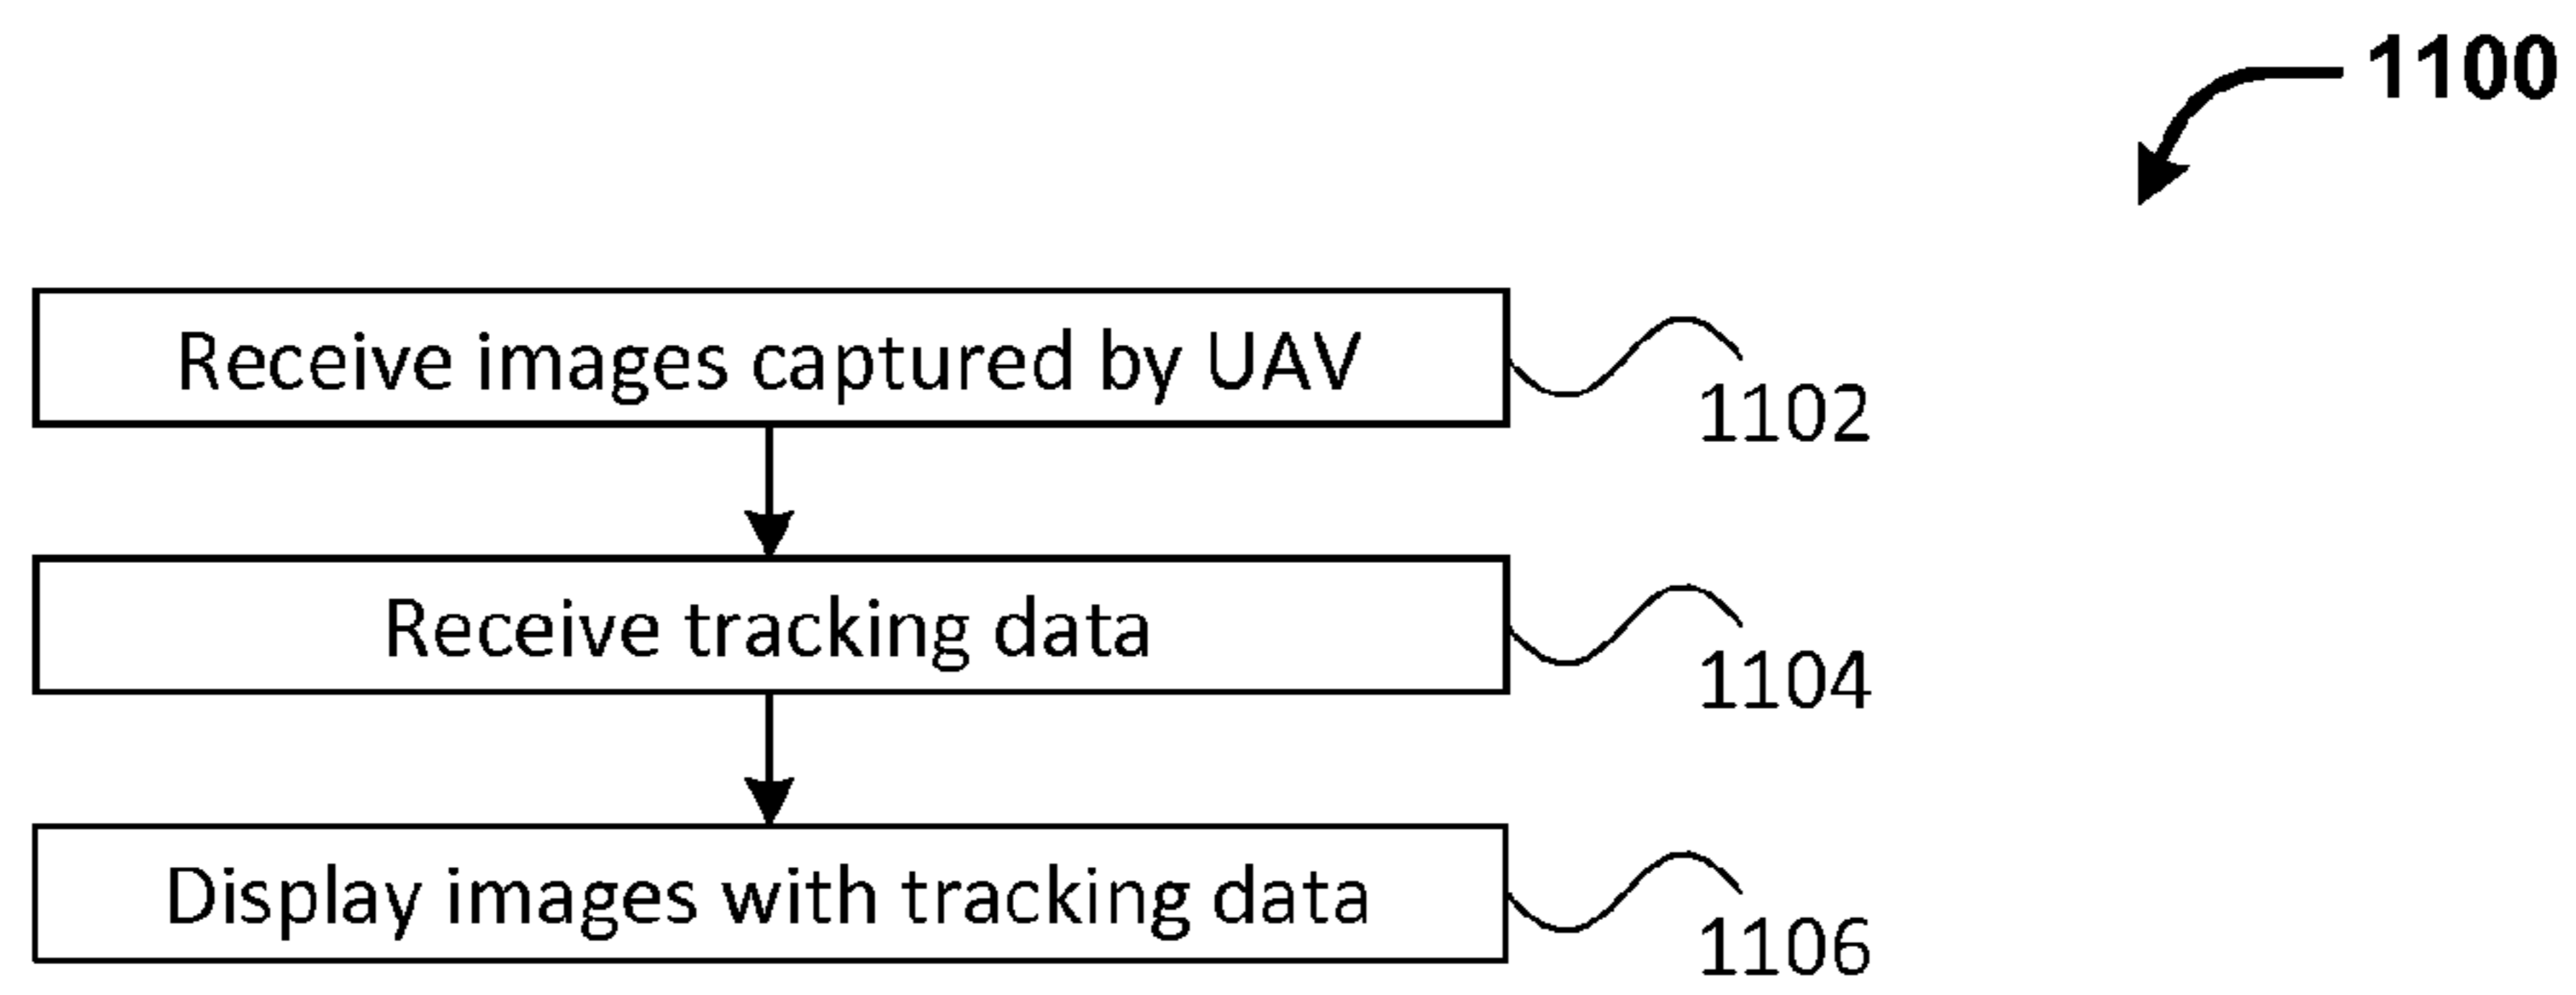 1100
Receive images captured by UAV
1102
Receive tracking data
1104
Display images with tracking data
1106